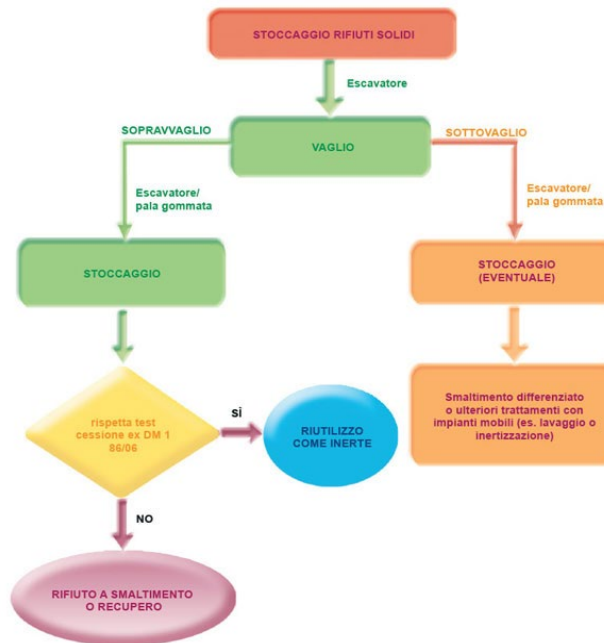 STOCCAGGIO RIFIUTI SOLIDI
Escavatore
SOPRAVVAGLIO
SOTTOVAGLIO
VAGLIO
Escavatore/
pala gommata
Escavatore/
pala gommata
STOCCAGGIO
STOCCAGGIO
(EVENTUALE)
rispetta test
cessione ex DM 1
86/06
SÌ
RIUTILIZZO
COME INERTE
Smaltimento differenziato
o ulteriori trattamenti con
impianti mobili (es. lavaggio o
inertizzazione)
NO
RIFIUTO A SMALTIMENTO
O RECUPERO